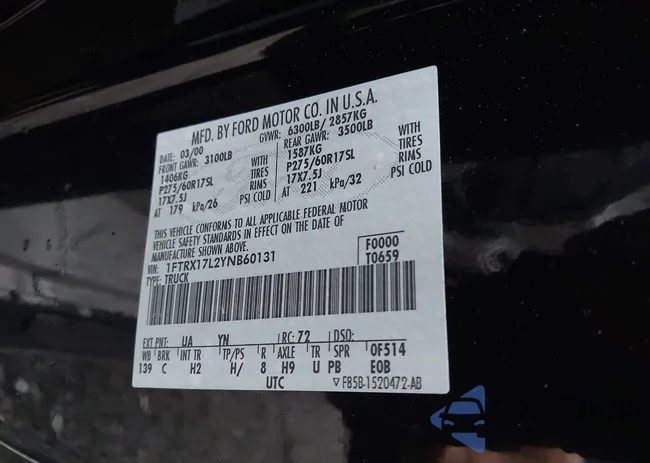 MFD. BY FORD MOTOR CO. IN U.S.A.
DATE: 03/00 GVWR: 6300LB/ 2857KG
FRONT GAWR: 3100LB REAR GAWR: 3500LB
1406KG WITH 1587KG WITH
P275/60R17SL TIRES P275/60R17SL TIRES
17X7.5J RIMS 17X7.5J RIMS
AT 179 kPa/26 PSI COLD AT 221 kPa/32 PSI COLD
THIS VEHICLE CONFORMS TO ALL APPLICABLE FEDERAL MOTOR
VEHICLE SAFETY STANDARDS IN EFFECT ON THE DATE OF
MANUFACTURE SHOWN ABOVE.
VIN: 1FTRX17L2YNB60131 F0000
TYPE: TRUCK T0659
EXT PNT: UA YN RC: 72 DSO:
WB BRK INT TR TP/PS R AXLE TR SPR 0F514
139 C H2 H/ 8 H9 U PB EOB
UTC F85B-1520472-AB